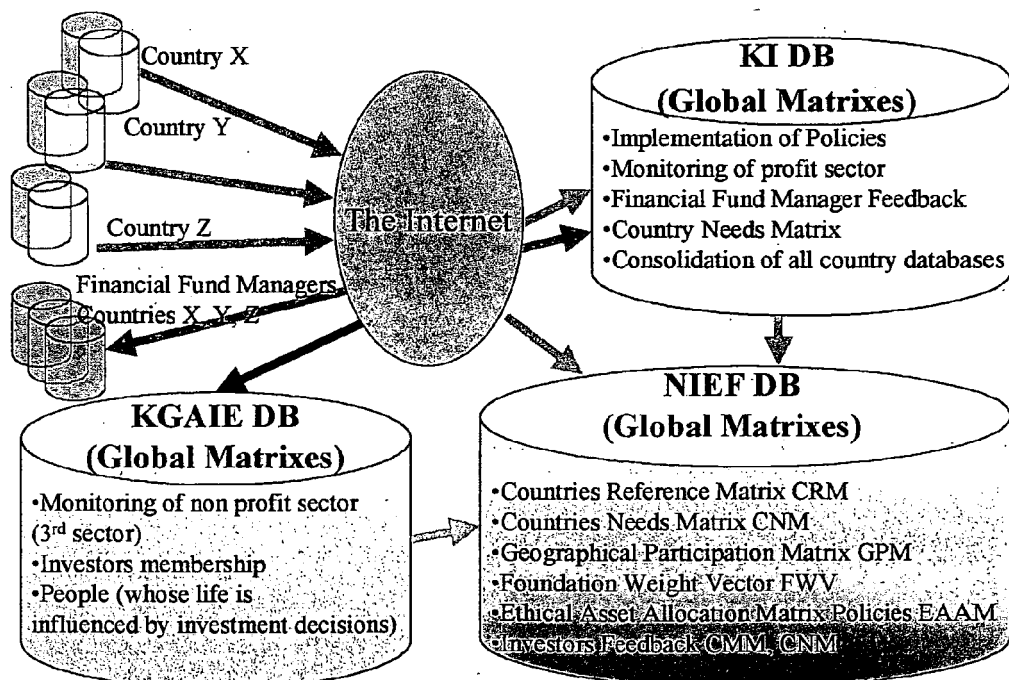 Country X
Country Y
Country Z
Financial Fund Managers
Countries X, Y, Z
The Internet
KI DB
(Global Matrixes)
•Implementation of Policies
•Monitoring of profit sector
•Financial Fund Manager Feedback
•Country Needs Matrix
•Consolidation of all country databases
KGAIE DB
(Global Matrixes)
•Monitoring of non profit sector
(3rd sector)
•Investors membership
•People (whose life is
influenced by investment decisions)
NIEF DB
(Global Matrixes)
•Countries Reference Matrix CRM
•Countries Needs Matrix CNM
•Geographical Participation Matrix GPM
•Foundation Weight Vector FWV
•Ethical Asset Allocation Matrix Policies EAAM
•Investors Feedback CMM, CNM